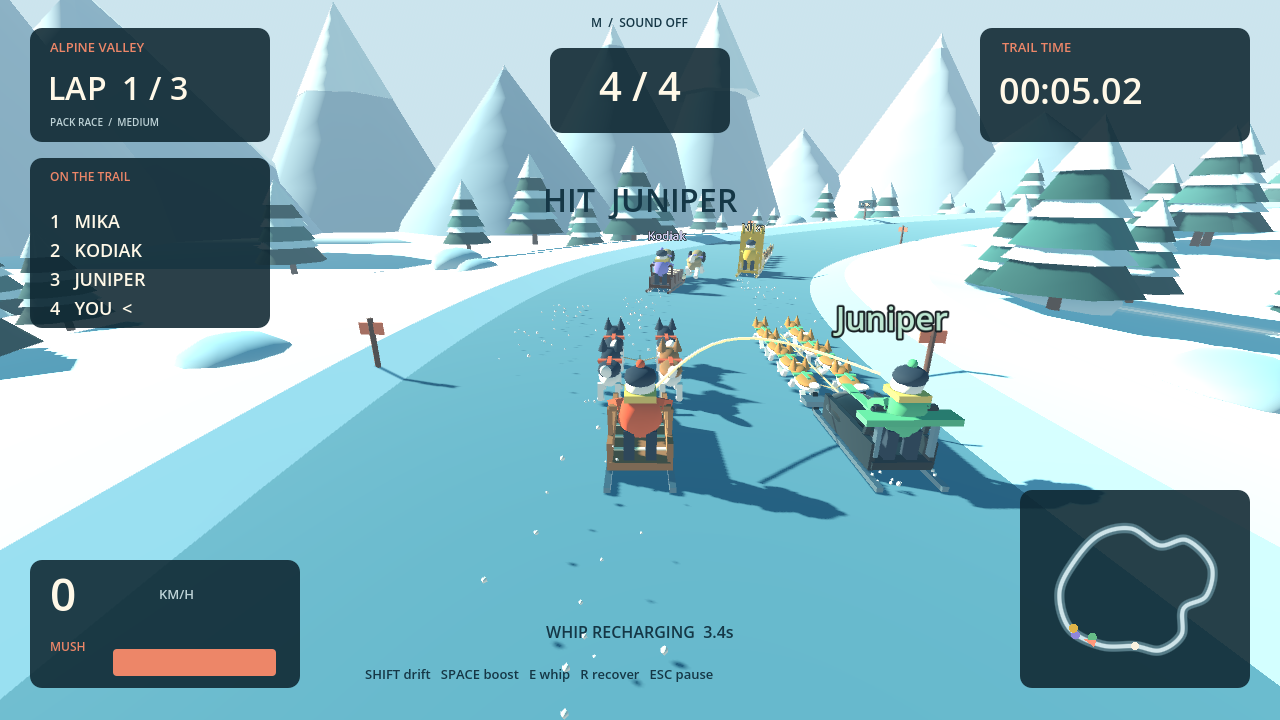 M / SOUND OFF
ALPINE VALLEY
LAP 1 / 3
PACK RACE / MEDIUM
4 / 4
TRAIL TIME
00:05.02
ON THE TRAIL
1 MIKA
2 KODIAK
3 JUNIPER
4 YOU <
HIT JUNIPER
Kodiak
Mika
Juniper
0 KM/H
MUSH
WHIP RECHARGING 3.4s
SHIFT drift SPACE boost E whip R recover ESC pause